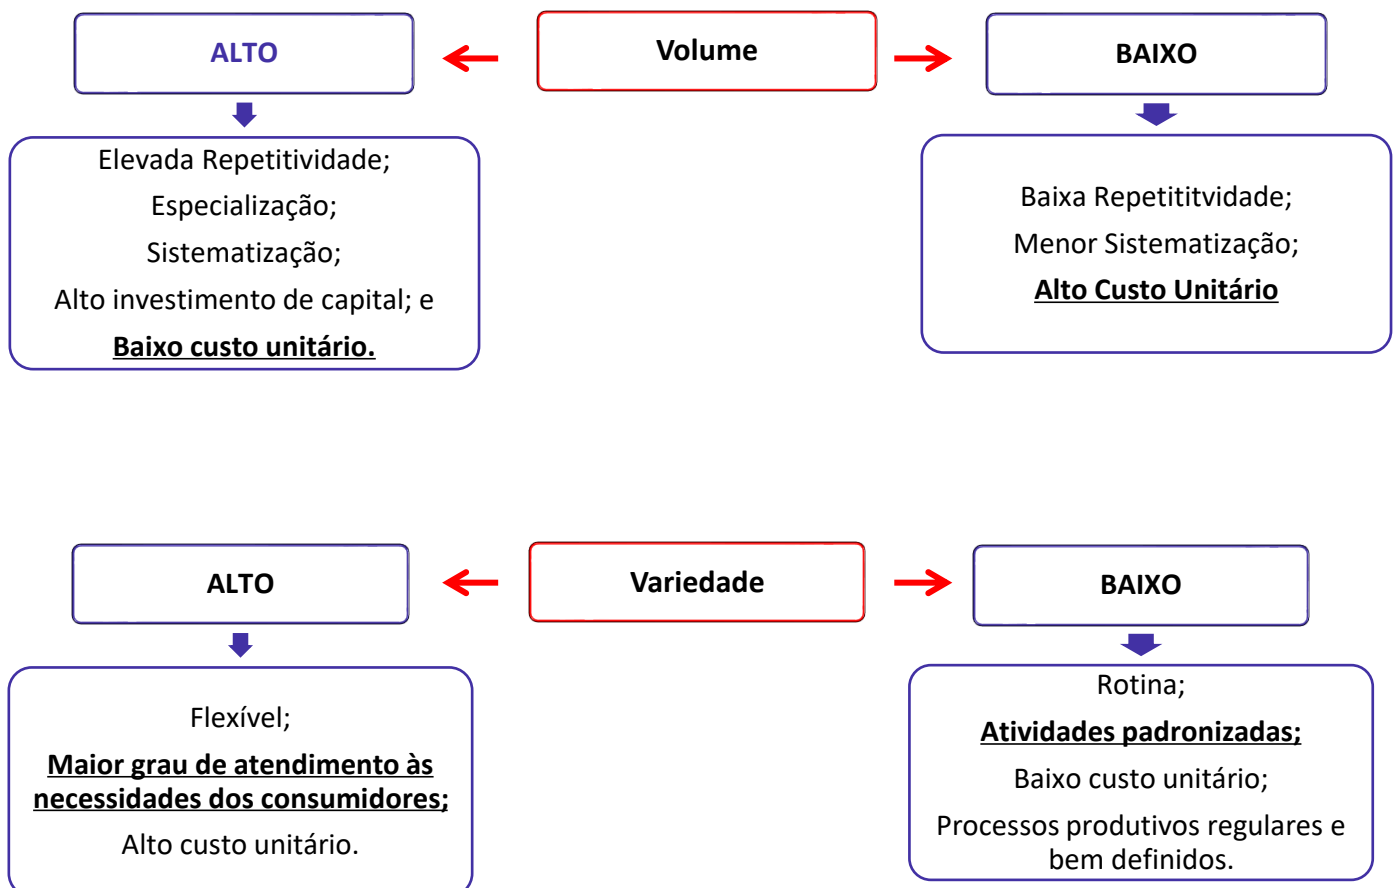 Volume
ALTO
BAIXO
Elevada Repetitividade;
Especialização;
Sistematização;
Alto investimento de capital; e
Baixo custo unitário.
Baixa Repetititvidade;
Menor Sistematização;
Alto Custo Unitário
Variedade
ALTO
BAIXO
Flexível;
Maior grau de atendimento às
necessidades dos consumidores;
Alto custo unitário.
Rotina;
Atividades padronizadas;
Baixo custo unitário;
Processos produtivos regulares e
bem definidos.